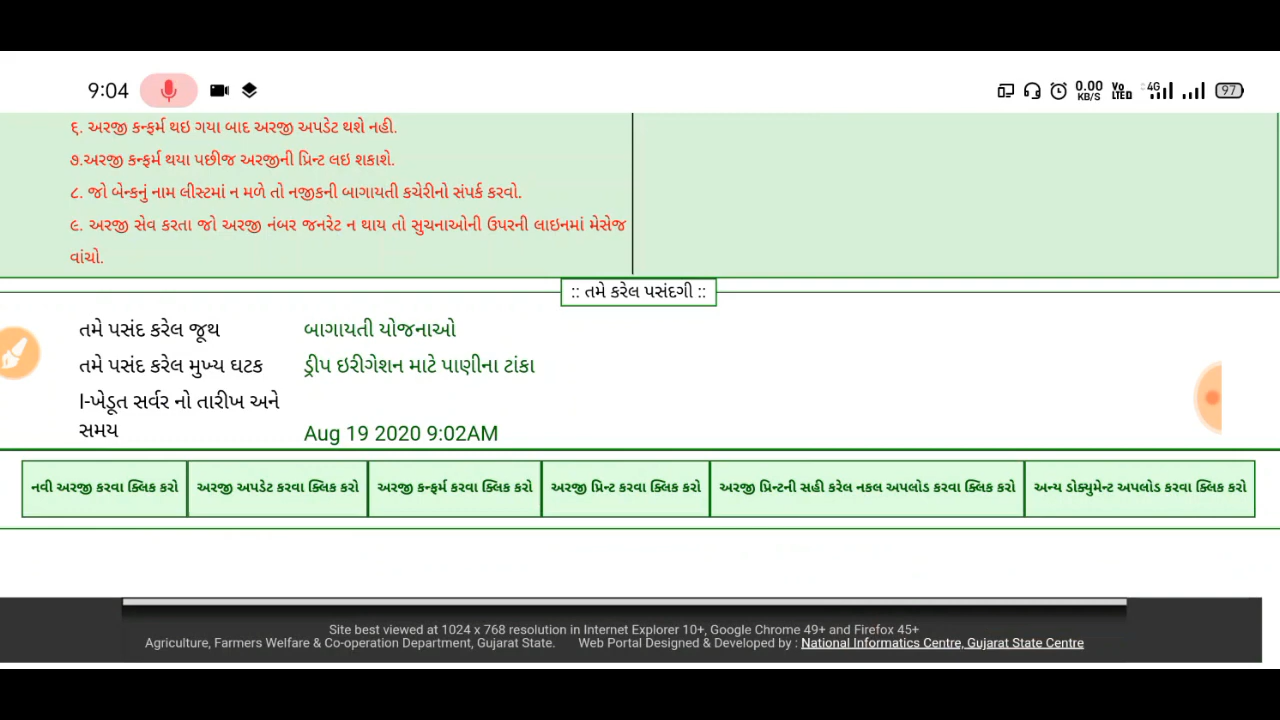 9:04
0.00 KB/S Vo LTE 4G 97
૬. અરજી કન્ફર્મ થઇ ગયા બાદ અરજી અપડેટ થશે નહી.
૭.અરજી કન્ફર્મ થયા પછીજ અરજીની પ્રિન્ટ લઇ શકાશે.
૮. જો બેન્કનું નામ લીસ્ટમાં ન મળે તો નજીકની બાગાયતી કચેરીનો સંપર્ક કરવો.
૯. અરજી સેવ કરતા જો અરજી નંબર જનરેટ ન થાય તો સુચનાઓની ઉપરની લાઇનમાં મેસેજ
વાંચો.
:: તમે કરેલ પસંદગી ::
તમે પસંદ કરેલ જૂથ બાગાયતી યોજનાઓ
તમે પસંદ કરેલ મુખ્ય ઘટક ડ્રીપ ઇરીગેશન માટે પાણીના ટાંકા
I-ખેડૂત સર્વર નો તારીખ અને
સમય Aug 19 2020 9:02AM
નવી અરજી કરવા ક્લિક કરો અરજી અપડેટ કરવા ક્લિક કરો અરજી કન્ફર્મ કરવા ક્લિક કરો અરજી પ્રિન્ટ કરવા ક્લિક કરો અરજી પ્રિન્ટની સહી કરેલ નકલ અપલોડ કરવા ક્લિક કરો અન્ય ડોક્યુમેન્ટ અપલોડ કરવા ક્લિક કરો
Site best viewed at 1024 x 768 resolution in Internet Explorer 10+, Google Chrome 49+ and Firefox 45+
Agriculture, Farmers Welfare & Co-operation Department, Gujarat State. Web Portal Designed & Developed by : National Informatics Centre, Gujarat State Centre